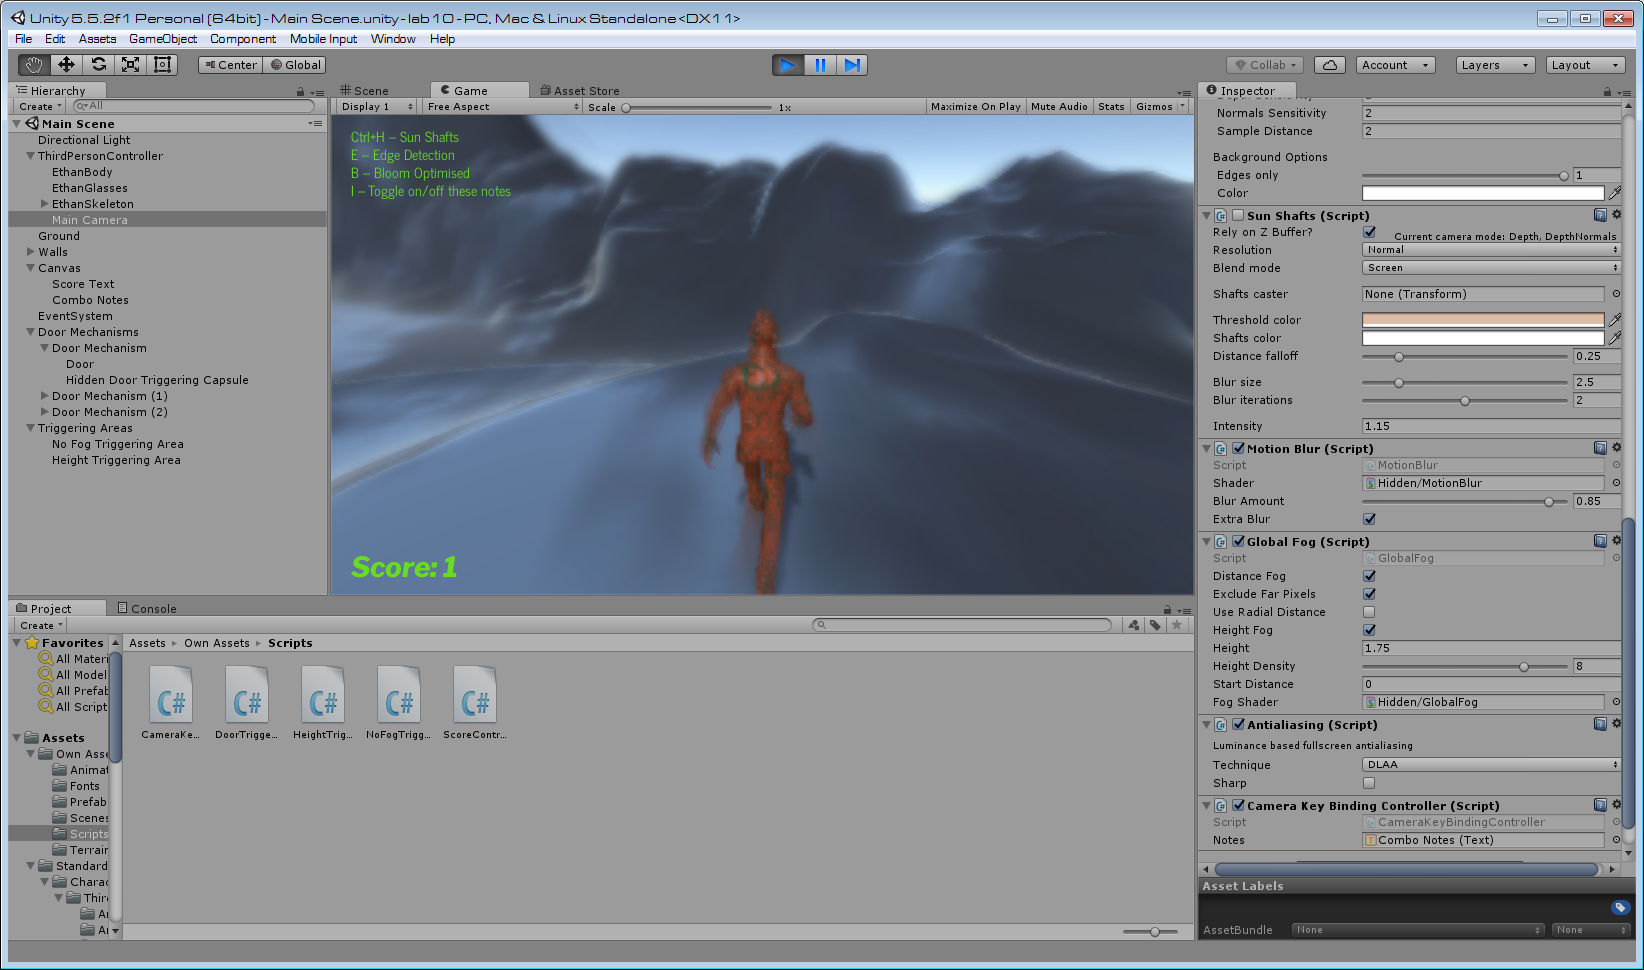 Unity 5.5.2f1 Personal (64bit) - Main Scene.unity - lab10 - PC, Mac & Linux Standalone <DX11>
File Edit Assets GameObject Component Mobile Input Window Help
Center Global Collab Account Layers Layout
Hierarchy
Create All
Main Scene
Directional Light
ThirdPersonController
EthanBody
EthanGlasses
EthanSkeleton
Main Camera
Ground
Walls
Canvas
Score Text
Combo Notes
EventSystem
Door Mechanisms
Door Mechanism
Door
Hidden Door Triggering Capsule
Door Mechanism (1)
Door Mechanism (2)
Triggering Areas
No Fog Triggering Area
Height Triggering Area
Scene Game Asset Store
Display 1 Free Aspect Scale 1x Maximize On Play Mute Audio Stats Gizmos
Ctrl+H – Sun Shafts
E – Edge Detection
B – Bloom Optimised
I – Toggle on/off these notes
Score: 1
Inspector
Normals Sensitivity 2
Sample Distance 2
Background Options
Edges only 1
Color
Sun Shafts (Script)
Rely on Z Buffer? Current camera mode: Depth, DepthNormals
Resolution Normal
Blend mode Screen
Shafts caster None (Transform)
Threshold color
Shafts color
Distance falloff 0.25
Blur size 2.5
Blur iterations 2
Intensity 1.15
Motion Blur (Script)
Script MotionBlur
Shader Hidden/MotionBlur
Blur Amount 0.85
Extra Blur
Global Fog (Script)
Script GlobalFog
Distance Fog
Exclude Far Pixels
Use Radial Distance
Height Fog
Height 1.75
Height Density 8
Start Distance 0
Fog Shader Hidden/GlobalFog
Antialiasing (Script)
Luminance based fullscreen antialiasing
Technique DLAA
Sharp
Camera Key Binding Controller (Script)
Script CameraKeyBindingController
Notes Combo Notes (Text)
Asset Labels
AssetBundle None None
Project Console
Create
Favorites
All Materi
All Model
All Prefab
All Script
Assets
Own Asse
Animat
Fonts
Prefab
Scenes
Scripts
Terrain
Standard
Charac
Thir
Ar
Ar
Assets Own Assets Scripts
CameraKe... DoorTrigge... HeightTrig... NoFogTrigg... ScoreContr...